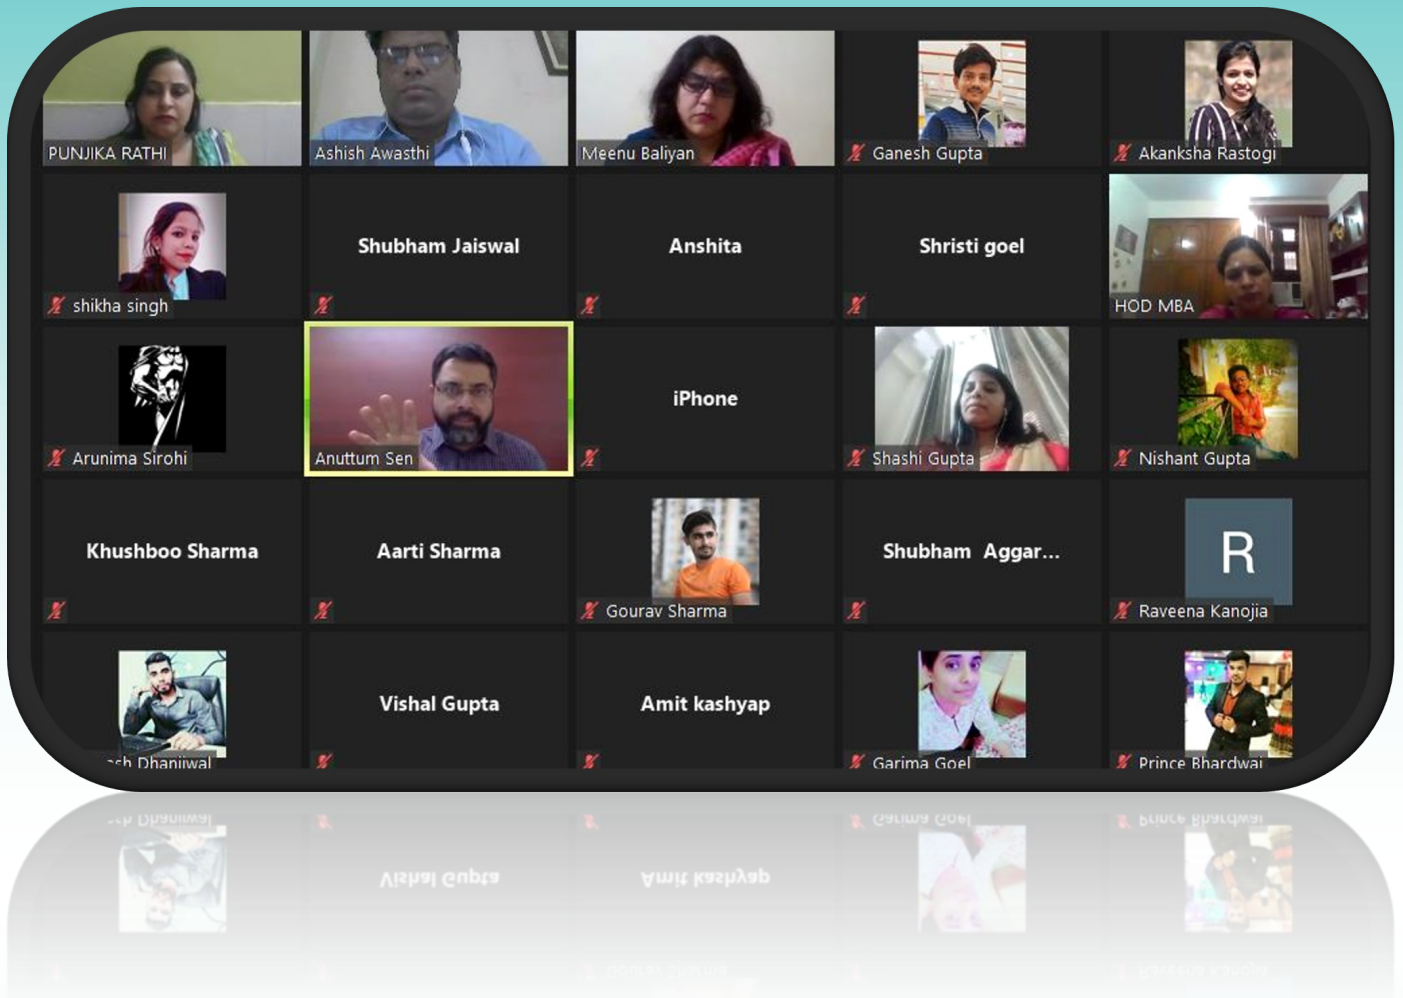 PUNJIKA RATHI
Ashish Awasthi
Meenu Baliyan
Ganesh Gupta
Akanksha Rastogi
shikha singh
Shubham Jaiswal
Anshita
Shristi goel
HOD MBA
Arunima Sirohi
Anuttum Sen
iPhone
Shashi Gupta
Nishant Gupta
Khushboo Sharma
Aarti Sharma
Gourav Sharma
Shubham Aggar...
R
Raveena Kanojia
Dhanjiwal
Vishal Gupta
Amit kashyap
Garima Goel
Prince Bhardwaj